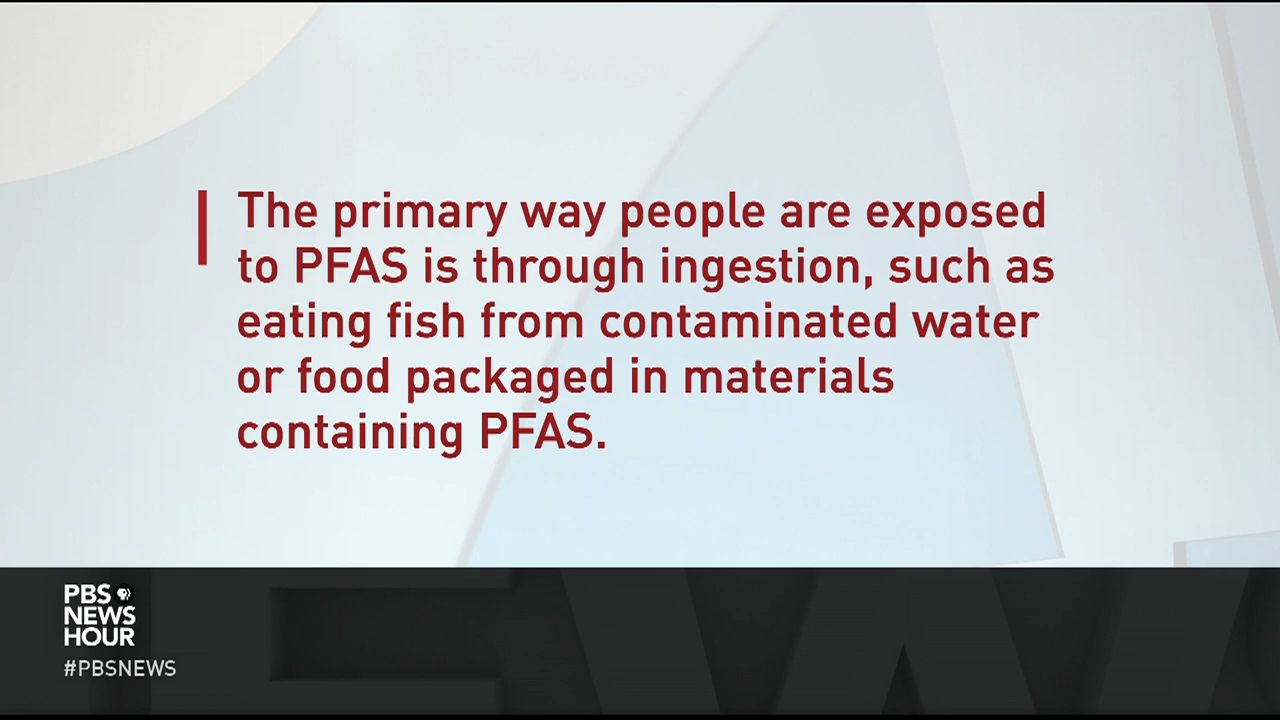 The primary way people are exposed
to PFAS is through ingestion, such as
eating fish from contaminated water
or food packaged in materials
containing PFAS.
PBS
NEWS
HOUR
#PBSNEWS